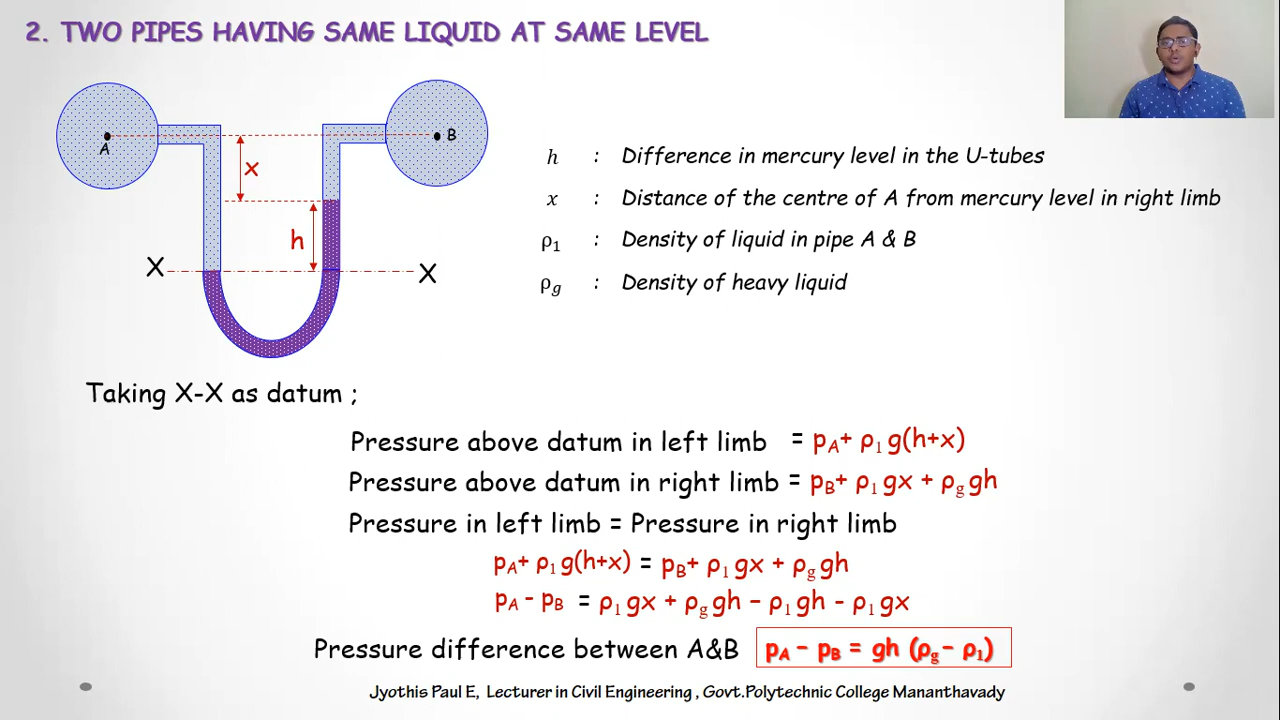 2. TWO PIPES HAVING SAME LIQUID AT SAME LEVEL
A
B
x
h
X
X
h : Difference in mercury level in the U-tubes
x : Distance of the centre of A from mercury level in right limb
ρ₁ : Density of liquid in pipe A & B
ρg : Density of heavy liquid
Taking X-X as datum ;
Pressure above datum in left limb = pA+ ρ₁ g(h+x)
Pressure above datum in right limb = pB+ ρ₁ gx + ρg gh
Pressure in left limb = Pressure in right limb
pA+ ρ₁ g(h+x) = pB+ ρ₁ gx + ρg gh
pA - pB = ρ₁ gx + ρg gh – ρ₁ gh - ρ₁ gx
Pressure difference between A&B pA – pB = gh (ρg – ρ₁)
Jyothis Paul E, Lecturer in Civil Engineering , Govt.Polytechnic College Mananthavady